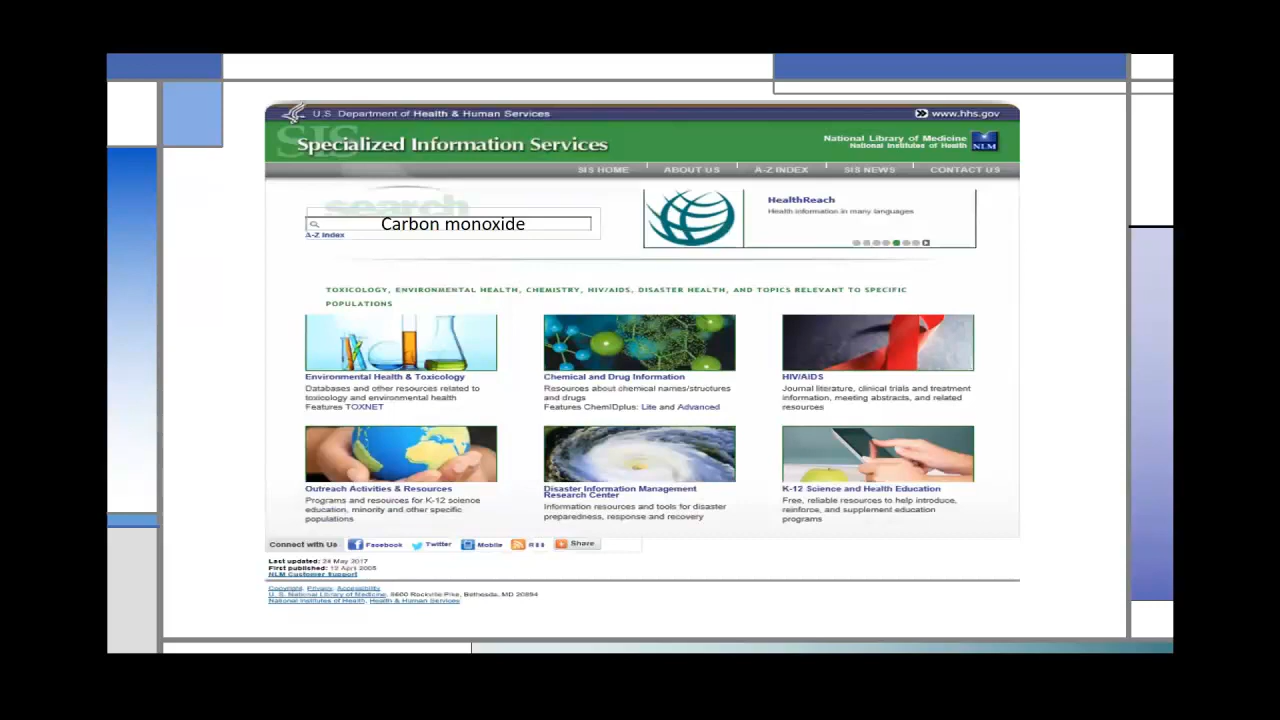 U.S. Department of Health & Human Services
www.hhs.gov
SIS
Specialized Information Services
National Library of Medicine
National Institutes of Health
NLM
SIS HOME
ABOUT US
A-Z INDEX
SIS NEWS
CONTACT US
search
Carbon monoxide
A-Z Index
HealthReach
Health information in many languages
TOXICOLOGY, ENVIRONMENTAL HEALTH, CHEMISTRY, HIV/AIDS, DISASTER HEALTH, AND TOPICS RELEVANT TO SPECIFIC
POPULATIONS
Environmental Health & Toxicology
Databases and other resources related to
toxicology and environmental health
Features TOXNET
Chemical and Drug Information
Resources about chemical names/structures
and drugs
Features ChemIDplus: Lite and Advanced
HIV/AIDS
Journal literature, clinical trials and treatment
information, meeting abstracts, and related
resources
Outreach Activities & Resources
Programs and resources for K-12 science
education, minority and other specific
populations
Disaster Information Management
Research Center
Information resources and tools for disaster
preparedness, response and recovery
K-12 Science and Health Education
Free, reliable resources to help introduce,
reinforce, and supplement education
programs
Connect with Us
Facebook
Twitter
Mobile
RSS
Share
Last updated: 24 May 2017
First published: 12 April 2005
NLM Customer Support
Copyright, Privacy, Accessibility
U. S. National Library of Medicine, 8600 Rockville Pike, Bethesda, MD 20894
National Institutes of Health, Health & Human Services